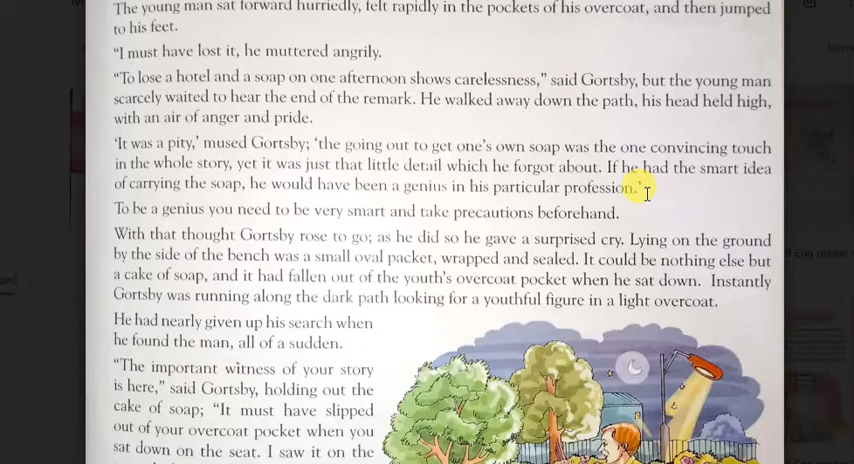 The young man sat forward hurriedly, felt rapidly in the pockets of his overcoat, and then jumped
to his feet.
“I must have lost it, he muttered angrily.
“To lose a hotel and a soap on one afternoon shows carelessness,” said Gortsby, but the young man
scarcely waited to hear the end of the remark. He walked away down the path, his head held high,
with an air of anger and pride.
‘It was a pity,’ mused Gortsby; ‘the going out to get one’s own soap was the one convincing touch
in the whole story, yet it was just that little detail which he forgot about. If he had the smart idea
of carrying the soap, he would have been a genius in his particular profession.’
To be a genius you need to be very smart and take precautions beforehand.
With that thought Gortsby rose to go; as he did so he gave a surprised cry. Lying on the ground
by the side of the bench was a small oval packet, wrapped and sealed. It could be nothing else but
a cake of soap, and it had fallen out of the youth’s overcoat pocket when he sat down. Instantly
Gortsby was running along the dark path looking for a youthful figure in a light overcoat.
He had nearly given up his search when
he found the man, all of a sudden.
“The important witness of your story
is here,” said Gortsby, holding out the
cake of soap; “It must have slipped
out of your overcoat pocket when you
sat down on the seat. I saw it on the
Eng reader